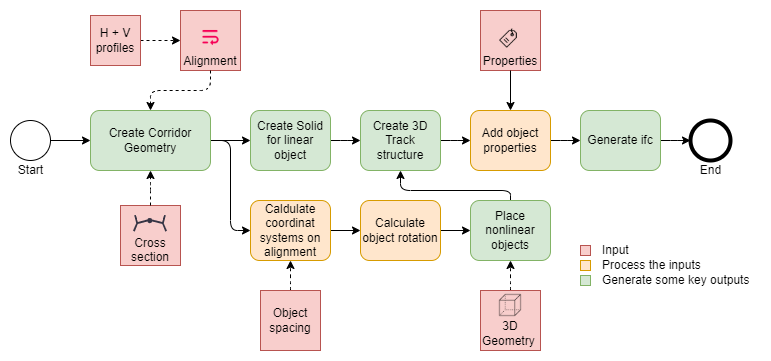 H + V
profiles
Alignment
Properties
Start
Create Corridor
Geometry
Create Solid
for linear
object
Create 3D
Track
structure
Add object
properties
Generate ifc
End
Cross
section
Caldulate
coordinat
systems on
alignment
Calculate
object rotation
Place
nonlinear
objects
Object
spacing
3D
Geometry
Input
Process the inputs
Generate some key outputs